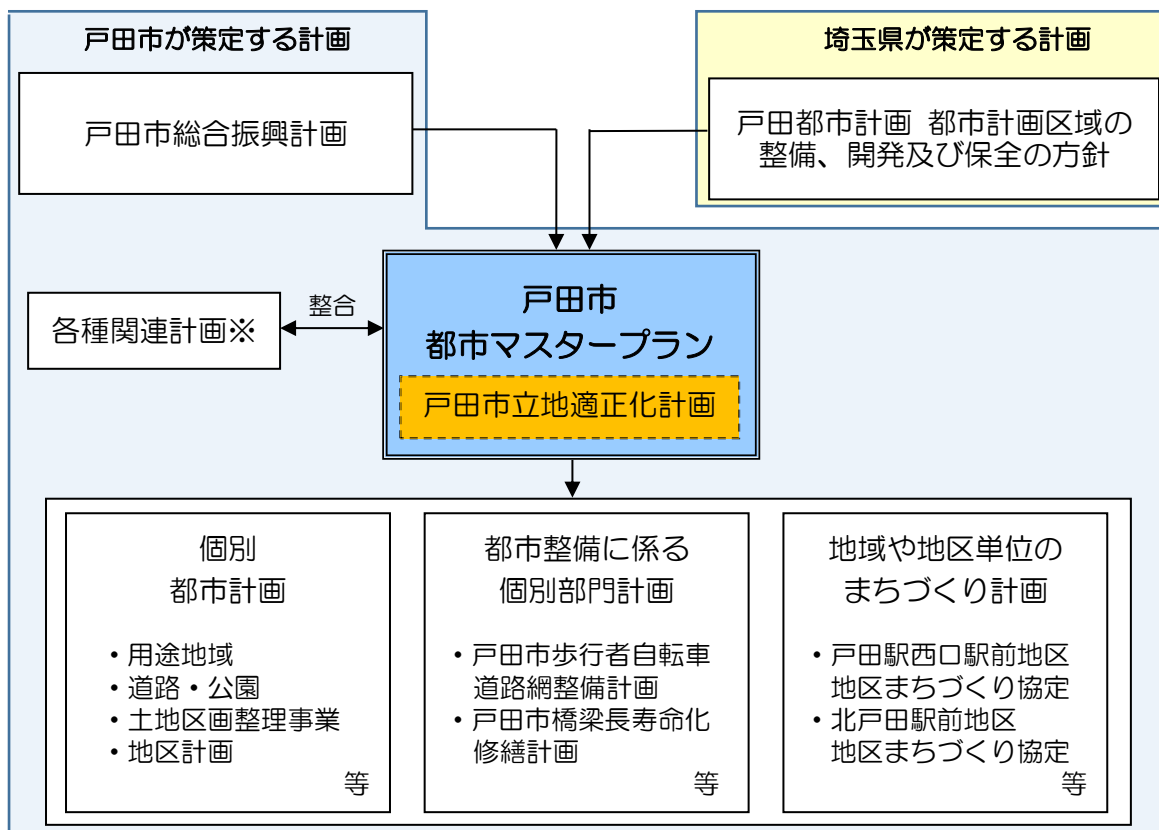 戸田市が策定する計画
埼玉県が策定する計画
戸田市総合振興計画
戸田都市計画 都市計画区域の
整備、開発及び保全の方針
各種関連計画※
整合
戸田市
都市マスタープラン
戸田市立地適正化計画
個別
都市計画
・用途地域
・道路・公園
・土地区画整理事業
・地区計画
等
都市整備に係る
個別部門計画
・戸田市歩行者自転車
道路網整備計画
・戸田市橋梁長寿命化
修繕計画
等
地域や地区単位の
まちづくり計画
・戸田駅西口駅前地区
地区まちづくり協定
・北戸田駅前地区
地区まちづくり協定
等